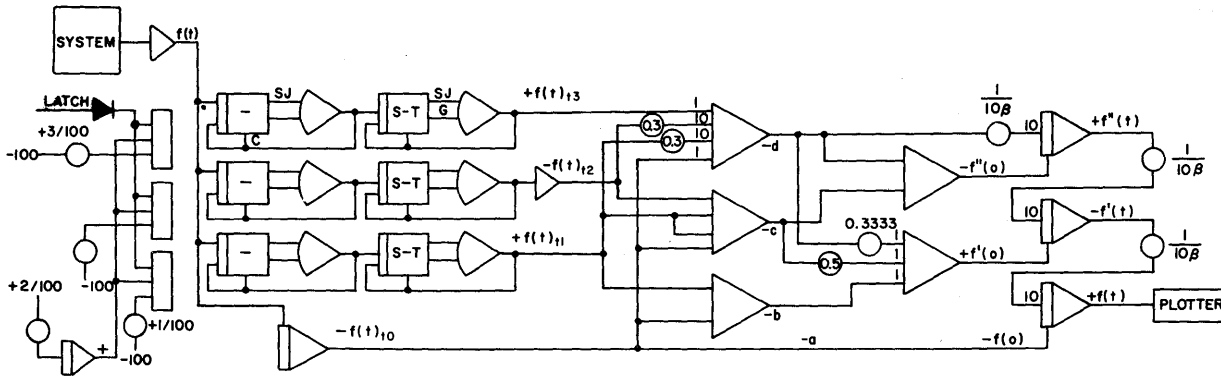 SYSTEM
f(t)
LATCH
+3/100
-100
-100
+2/100
+
+1/100
-100
-
SJ
C
S-T
SJ
G
+f(t)t3
-
S-T
-f(t)t2
-
S-T
+f(t)t1
-f(t)t0
1
10
0.3
10
0.3
1
-d
-c
-b
-a
-f"(o)
0.3333
1
0.5
1
1
+f'(o)
-f(o)
1
10β
10
+f"(t)
1
10β
10
-f'(t)
1
10β
10
+f(t)
PLOTTER